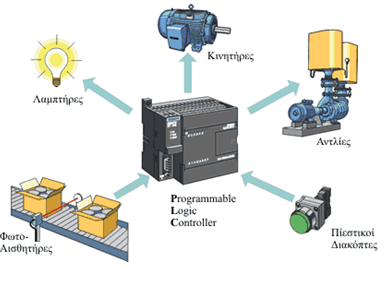 Κινητήρες
Λαμπτήρες
Αντλίες
Programmable
Logic
Controller
Φωτο-
Αισθητήρες
Πιεστικοί
Διακόπτες